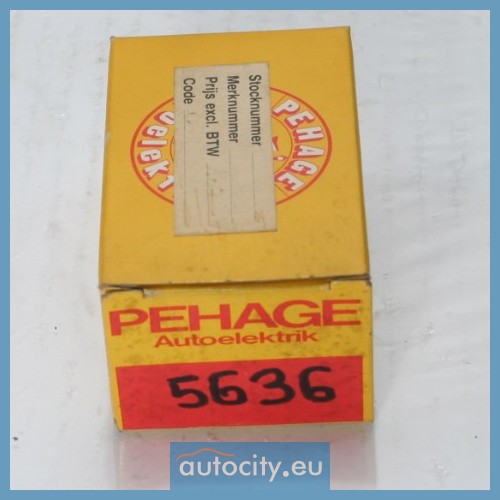 Stocknummer
Merknummer
Prijs excl. BTW
Code
PEHAGE
PEHAGE
Autoelektrik
5636
autocity.eu